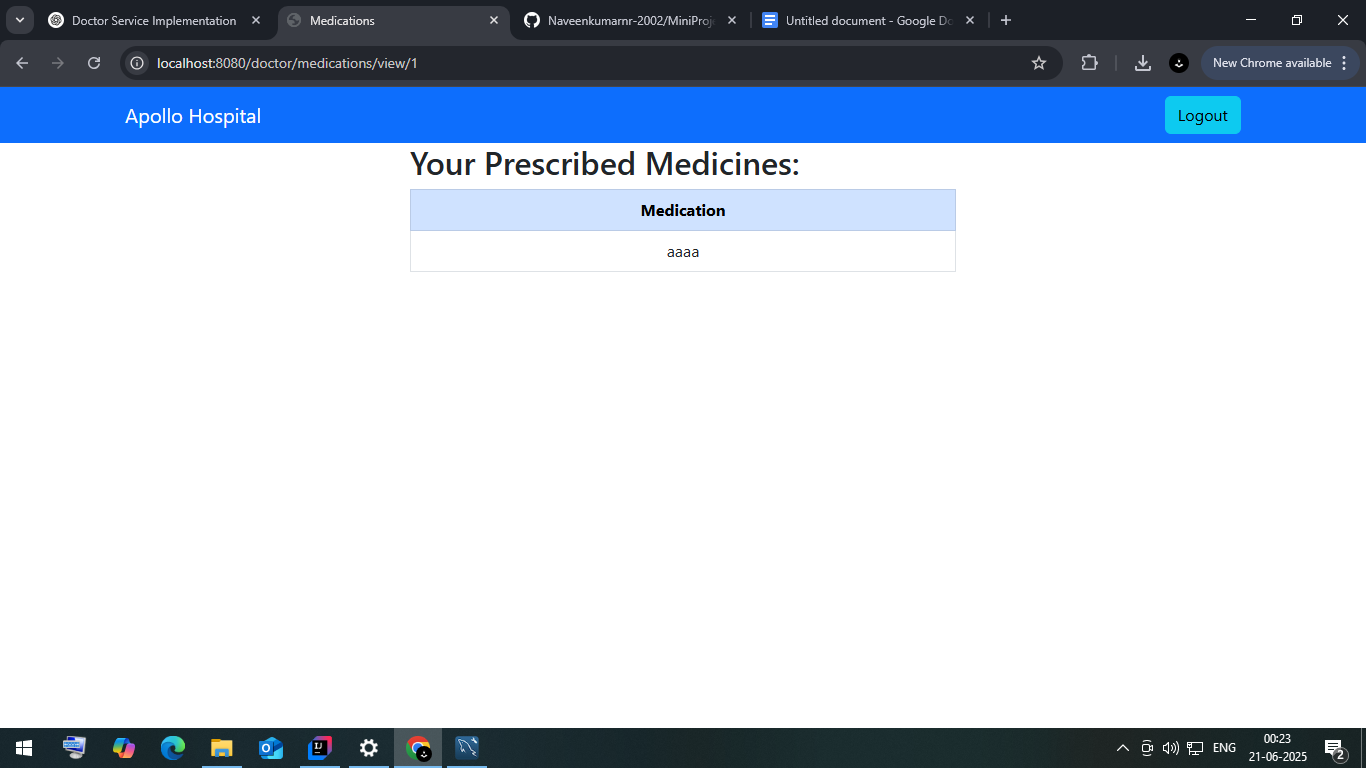 Doctor Service Implementation
Medications
Naveenkumarnr-2002/MiniProj
Untitled document - Google Do
localhost:8080/doctor/medications/view/1
New Chrome available
Apollo Hospital
Logout
Your Prescribed Medicines:
Medication
aaaa
ENG
00:23
21-06-2025
2